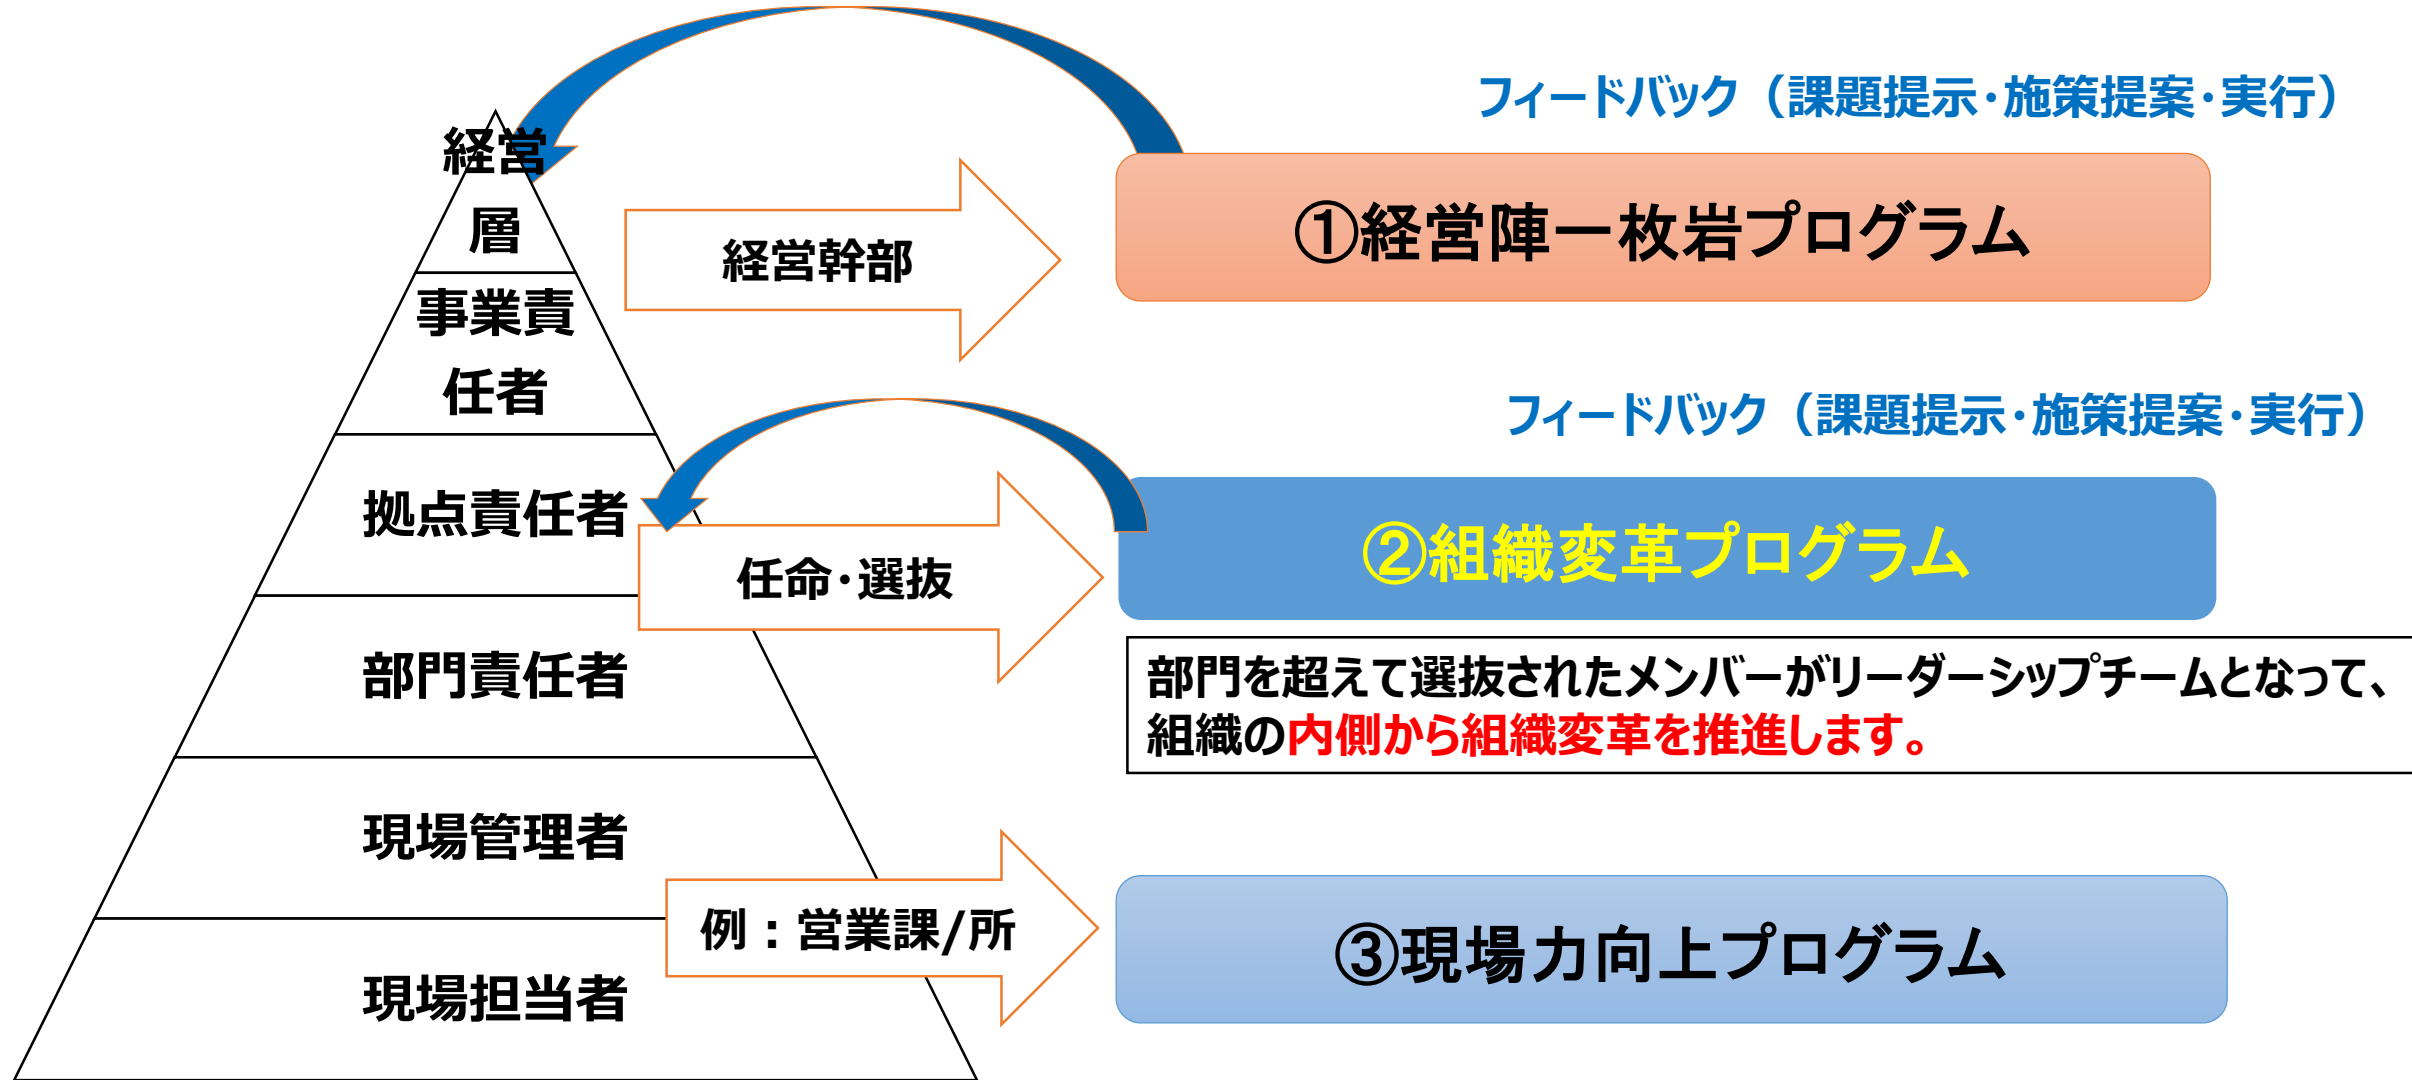 経営
層
事業責
任者
拠点責任者
部門責任者
現場管理者
現場担当者
経営幹部
フィードバック（課題提示・施策提案・実行）
①経営陣一枚岩プログラム
任命・選抜
フィードバック（課題提示・施策提案・実行）
②組織変革プログラム
部門を超えて選抜されたメンバーがリーダーシップチームとなって、
組織の内側から組織変革を推進します。
例：営業課/所
③現場力向上プログラム